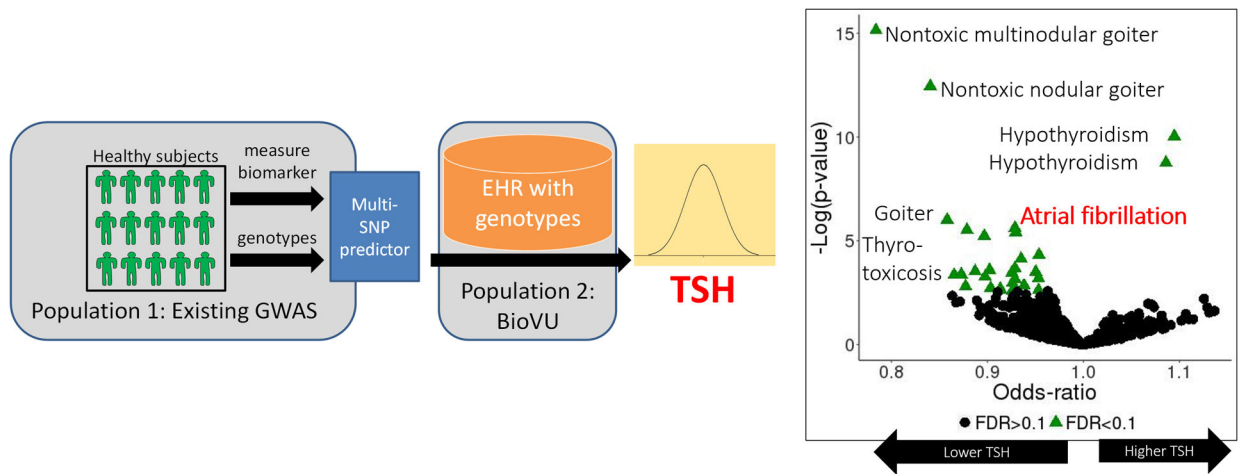 Healthy subjects
measure
biomarker
genotypes
Population 1: Existing GWAS
Multi-
SNP
predictor
EHR with
genotypes
Population 2:
BioVU
TSH
-Log(p-value)
15
10
5
0
Nontoxic multinodular goiter
Nontoxic nodular goiter
Hypothyroidism
Hypothyroidism
Goiter
Atrial fibrillation
Thyro-
toxicosis
0.8 0.9 1.0 1.1
Odds-ratio
FDR>0.1 FDR<0.1
Lower TSH Higher TSH